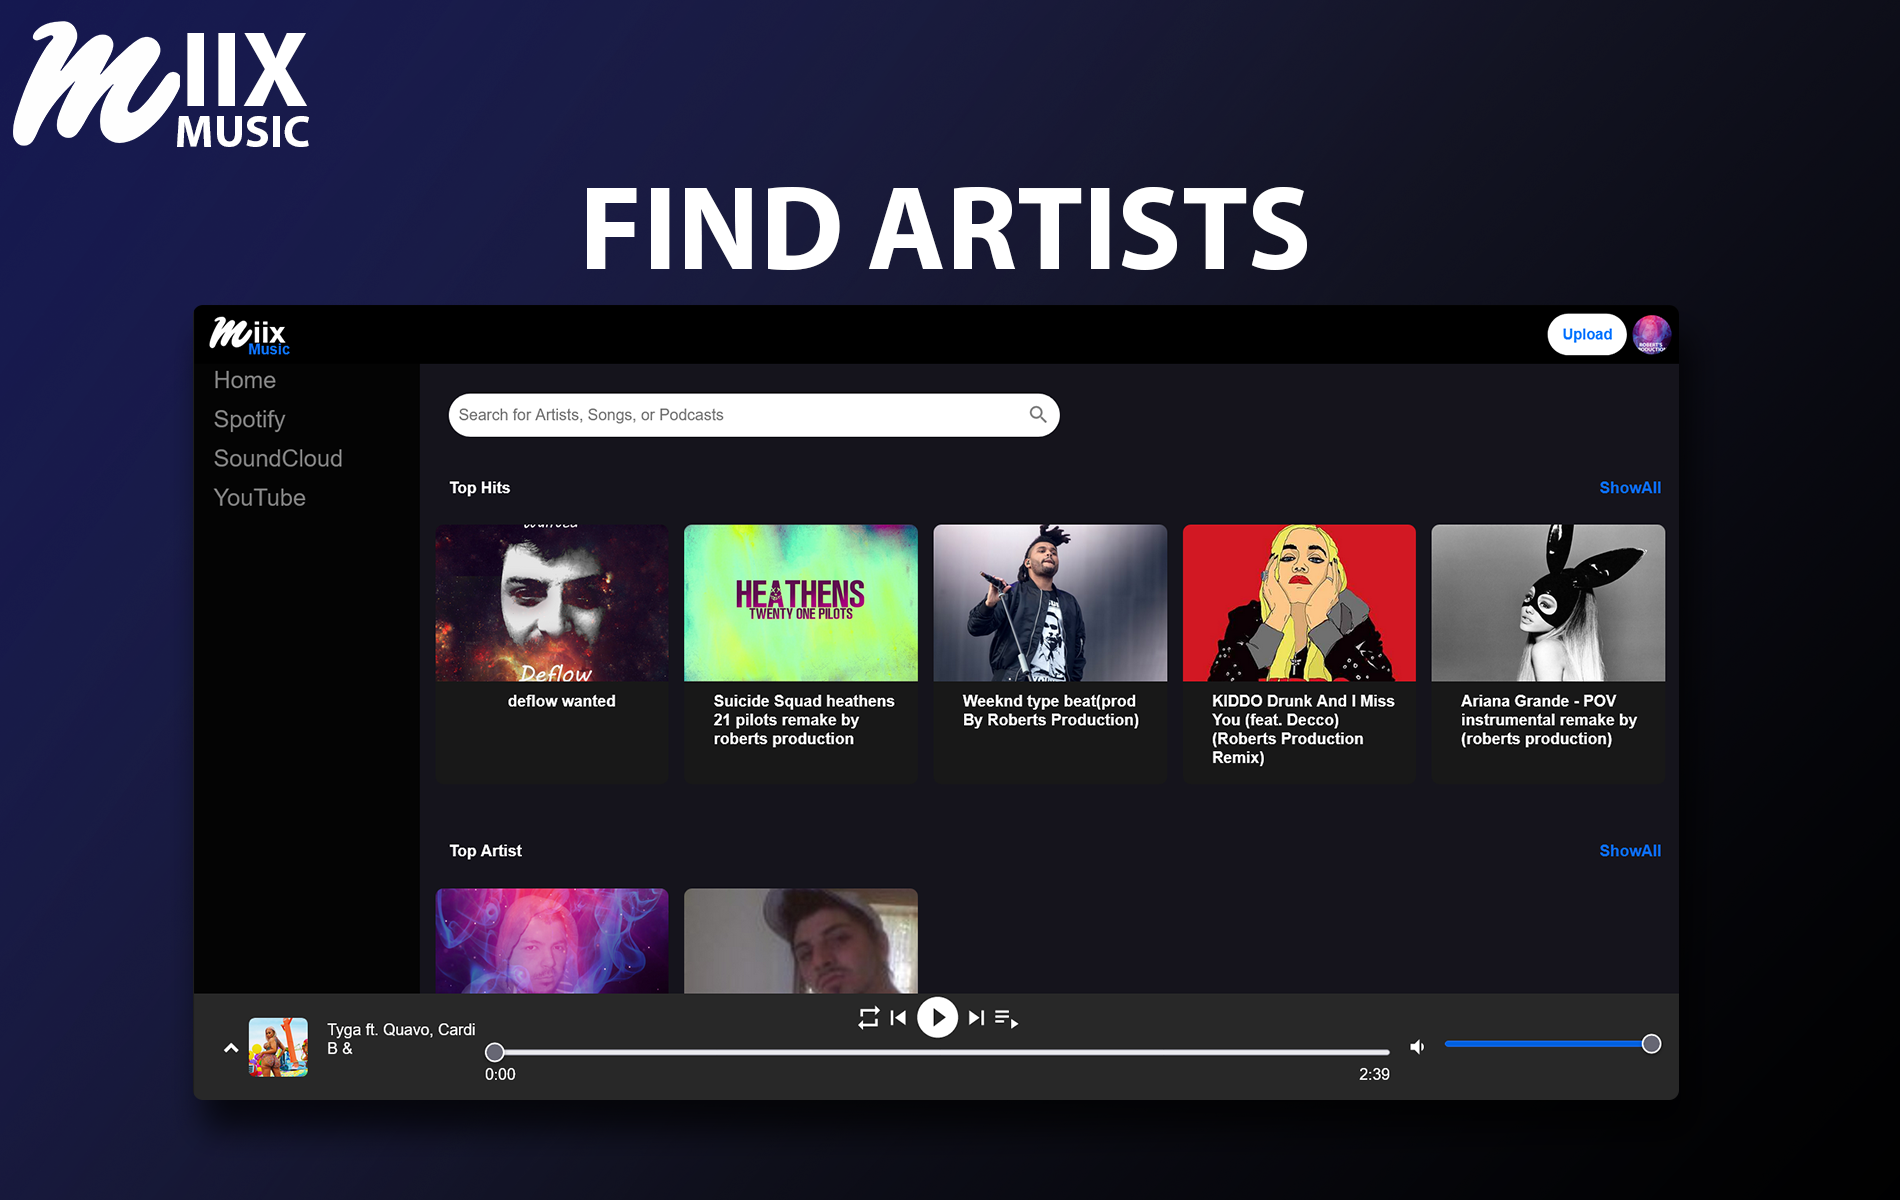 MIIX
MUSIC
FIND ARTISTS
Miix
Music
Upload
ROBERT'S
Home
Spotify
SoundCloud
YouTube
Search for Artists, Songs, or Podcasts
Top Hits
ShowAll
Deflow
HEATHENS
TWENTY ONE PILOTS
deflow wanted
Suicide Squad heathens
21 pilots remake by
roberts production
Weeknd type beat(prod
By Roberts Production)
KIDDO Drunk And I Miss
You (feat. Decco)
(Roberts Production
Remix)
Ariana Grande - POV
instrumental remake by
(roberts production)
Top Artist
ShowAll
Tyga ft. Quavo, Cardi
B &
0:00
2:39